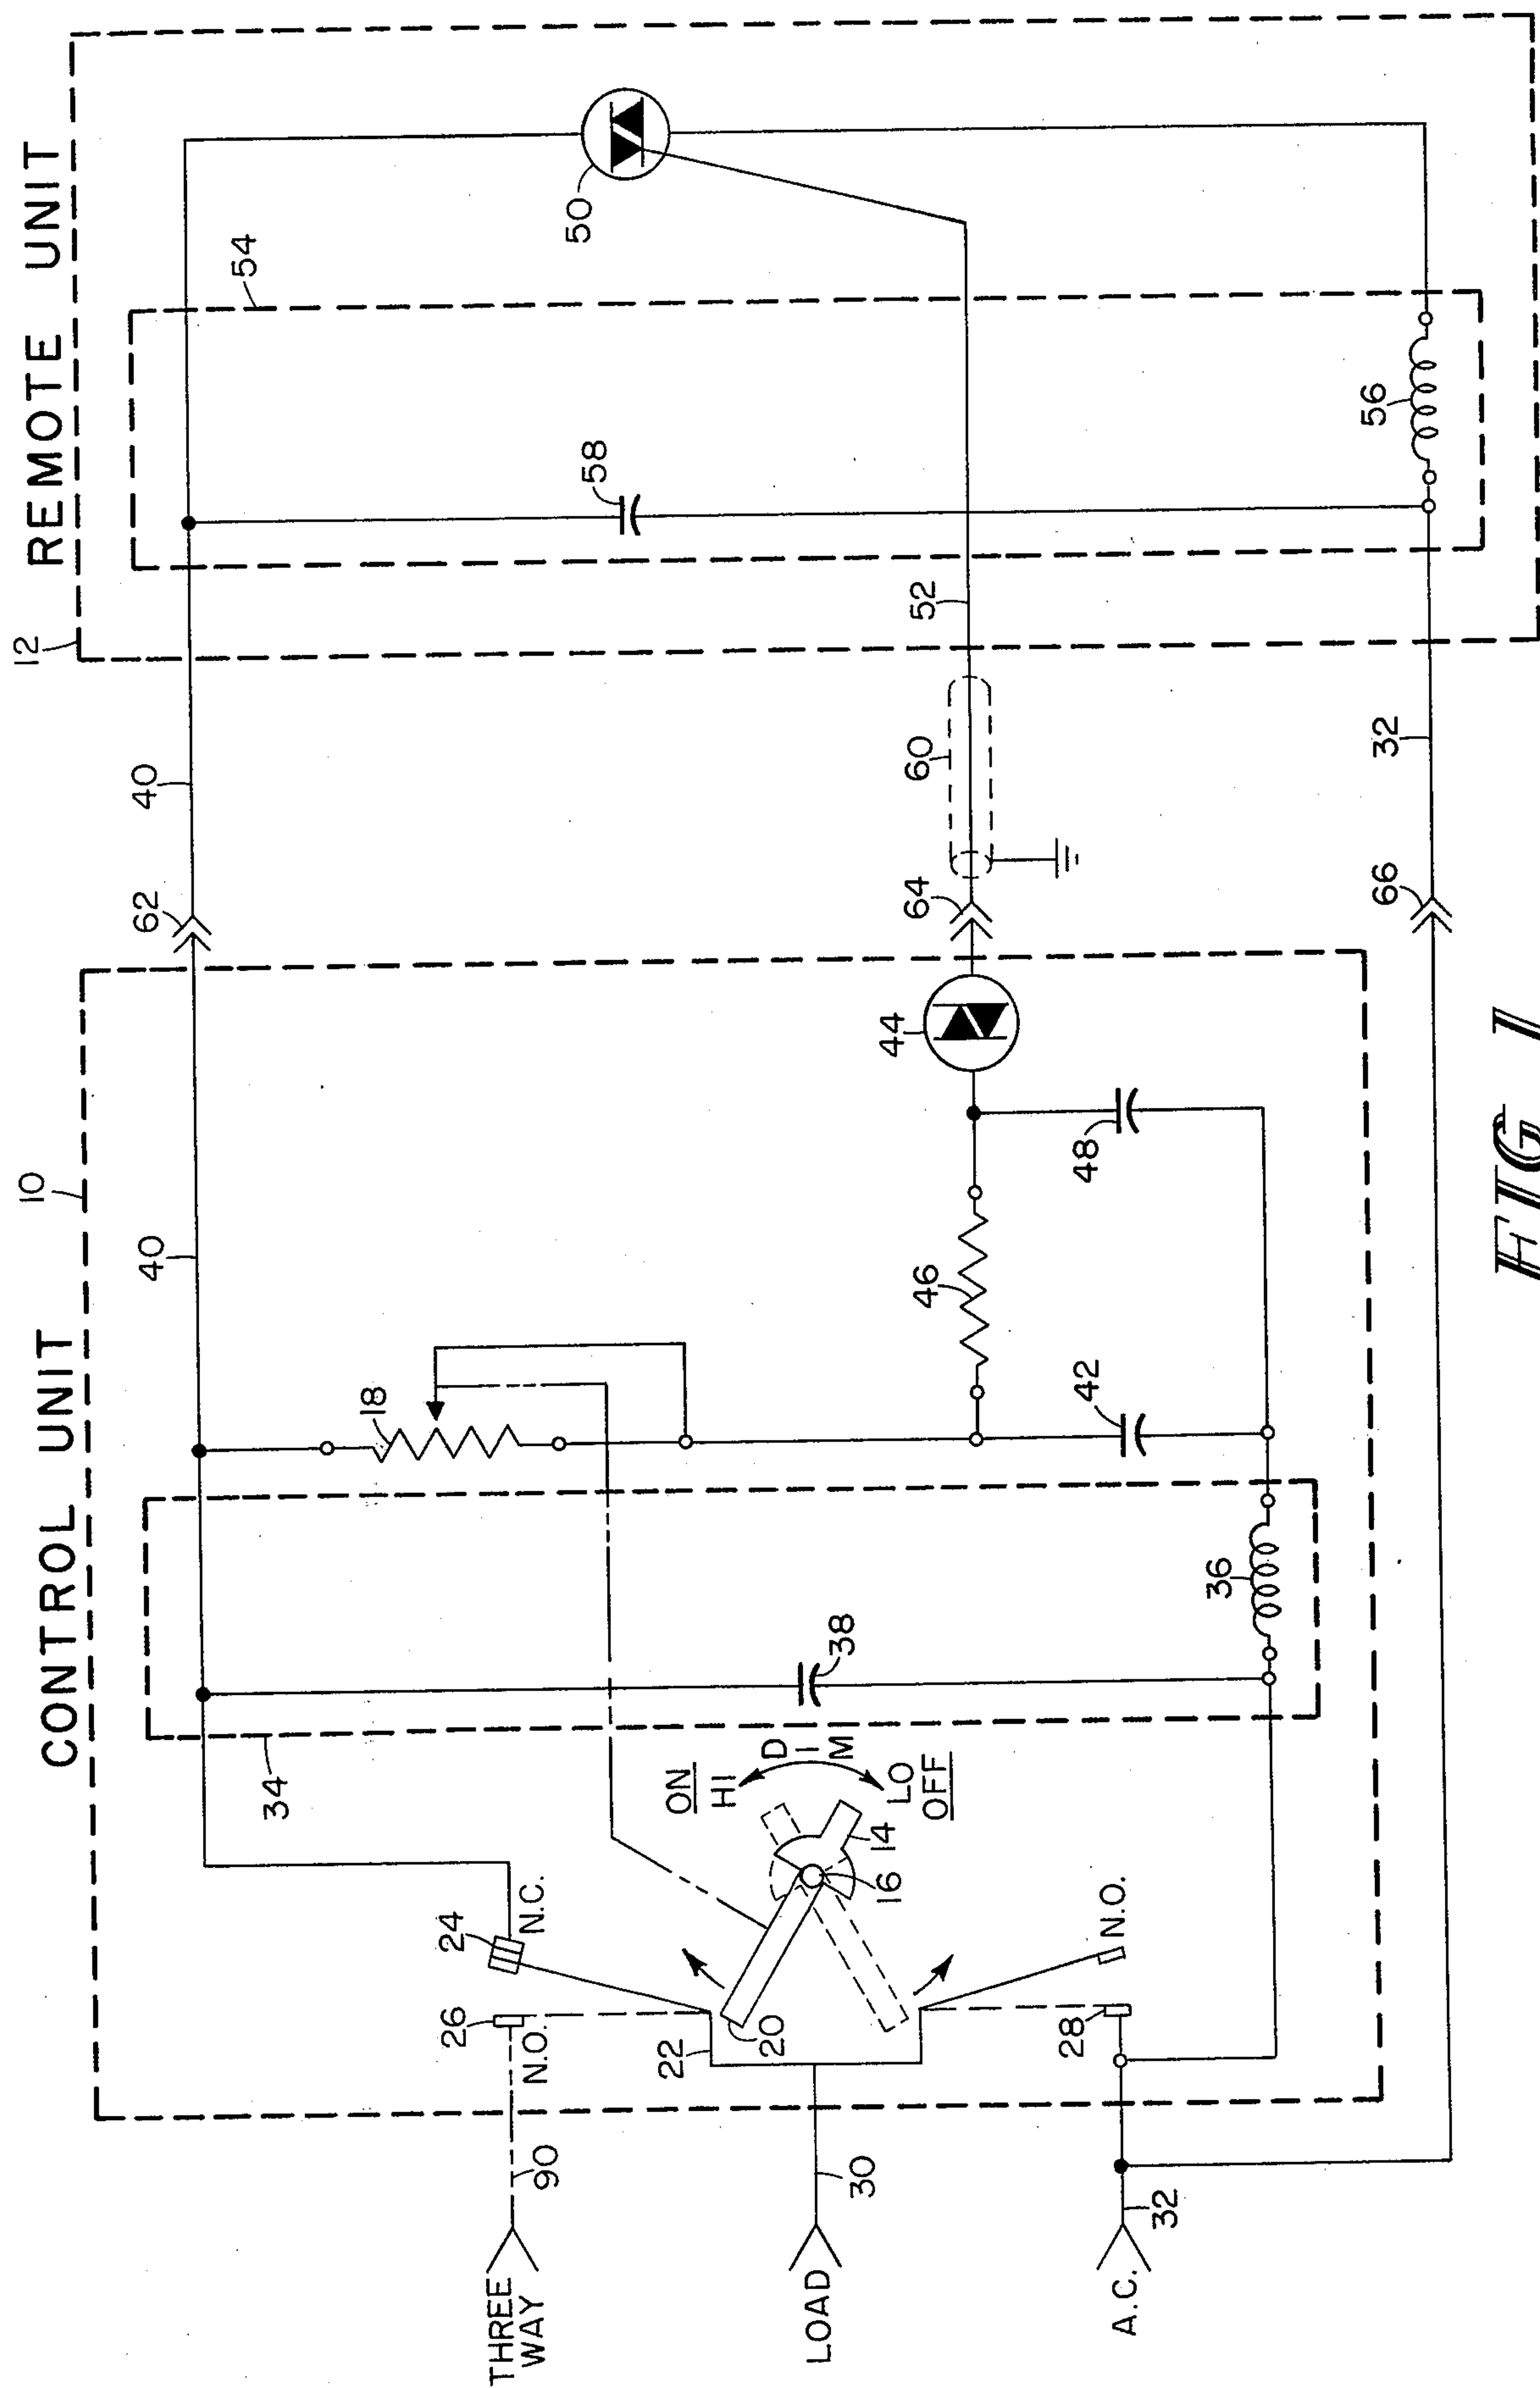 CONTROL UNIT
REMOTE UNIT
10
12
34
40
62
40
54
18
24
N.C.
26
N.O.
THREE
WAY
90
ON
HI
D
I
M
LO
OFF
38
50
58
22
20
14
16
46
44
64
60
52
LOAD
30
28
N.O.
36
42
48
A.C.
32
66
32
56
FIG 1